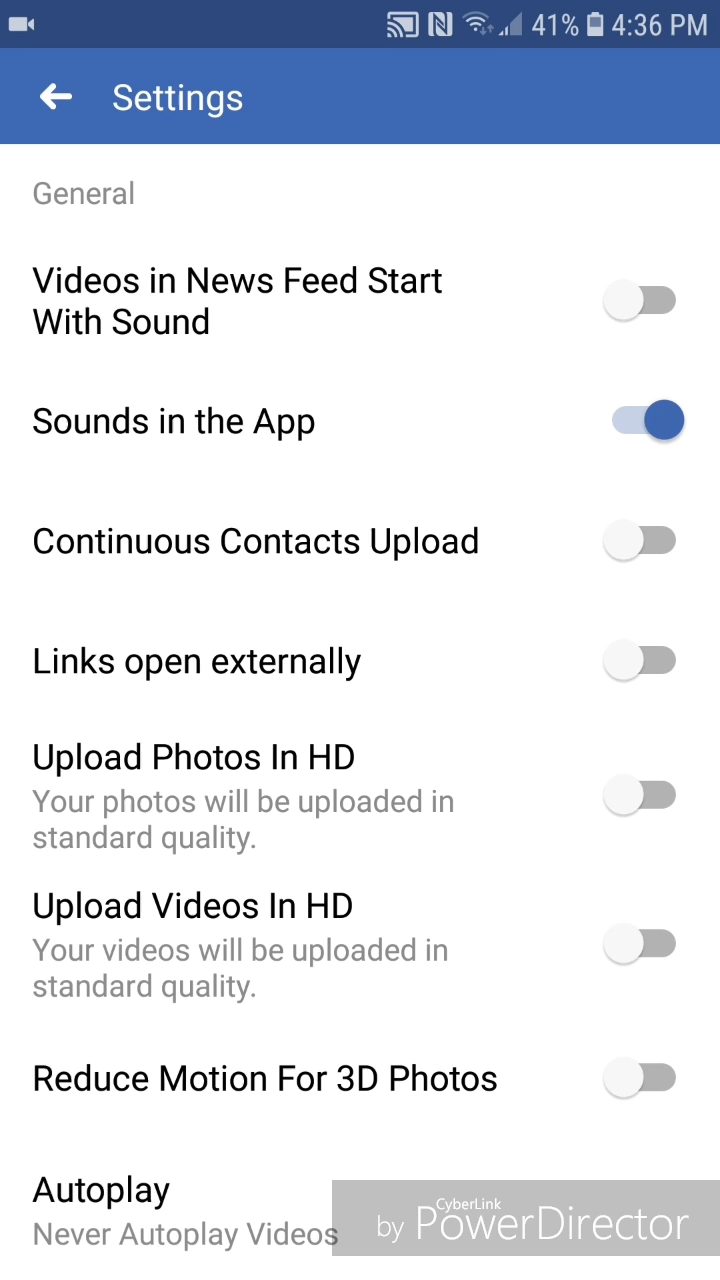 41% 4:36 PM
Settings
General
Videos in News Feed Start
With Sound
Sounds in the App
Continuous Contacts Upload
Links open externally
Upload Photos In HD
Your photos will be uploaded in
standard quality.
Upload Videos In HD
Your videos will be uploaded in
standard quality.
Reduce Motion For 3D Photos
Autoplay
Never Autoplay Videos
CyberLink
by PowerDirector